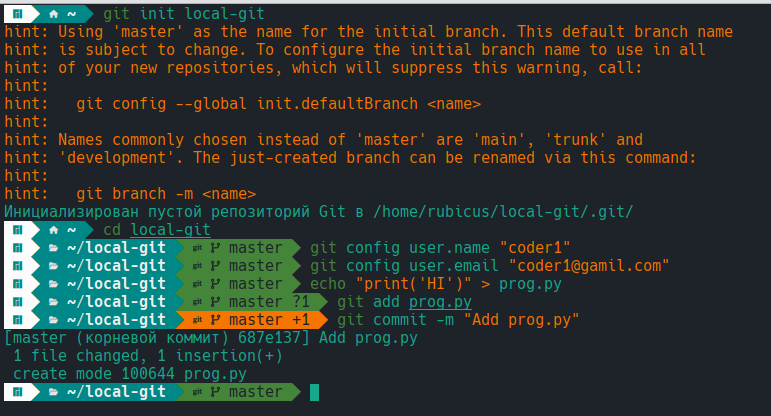 ~ git init local-git
hint: Using 'master' as the name for the initial branch. This default branch name
hint: is subject to change. To configure the initial branch name to use in all
hint: of your new repositories, which will suppress this warning, call:
hint:
hint:   git config --global init.defaultBranch <name>
hint:
hint: Names commonly chosen instead of 'master' are 'main', 'trunk' and
hint: 'development'. The just-created branch can be renamed via this command:
hint:
hint:   git branch -m <name>
Инициализирован пустой репозиторий Git в /home/rubicus/local-git/.git/
~ cd local-git
~/local-git git master git config user.name "coder1"
~/local-git git master git config user.email "coder1@gamil.com"
~/local-git git master echo "print('HI')" > prog.py
~/local-git git master ?1 git add prog.py
~/local-git git master +1 git commit -m "Add prog.py"
[master (корневой коммит) 687e137] Add prog.py
 1 file changed, 1 insertion(+)
 create mode 100644 prog.py
~/local-git git master